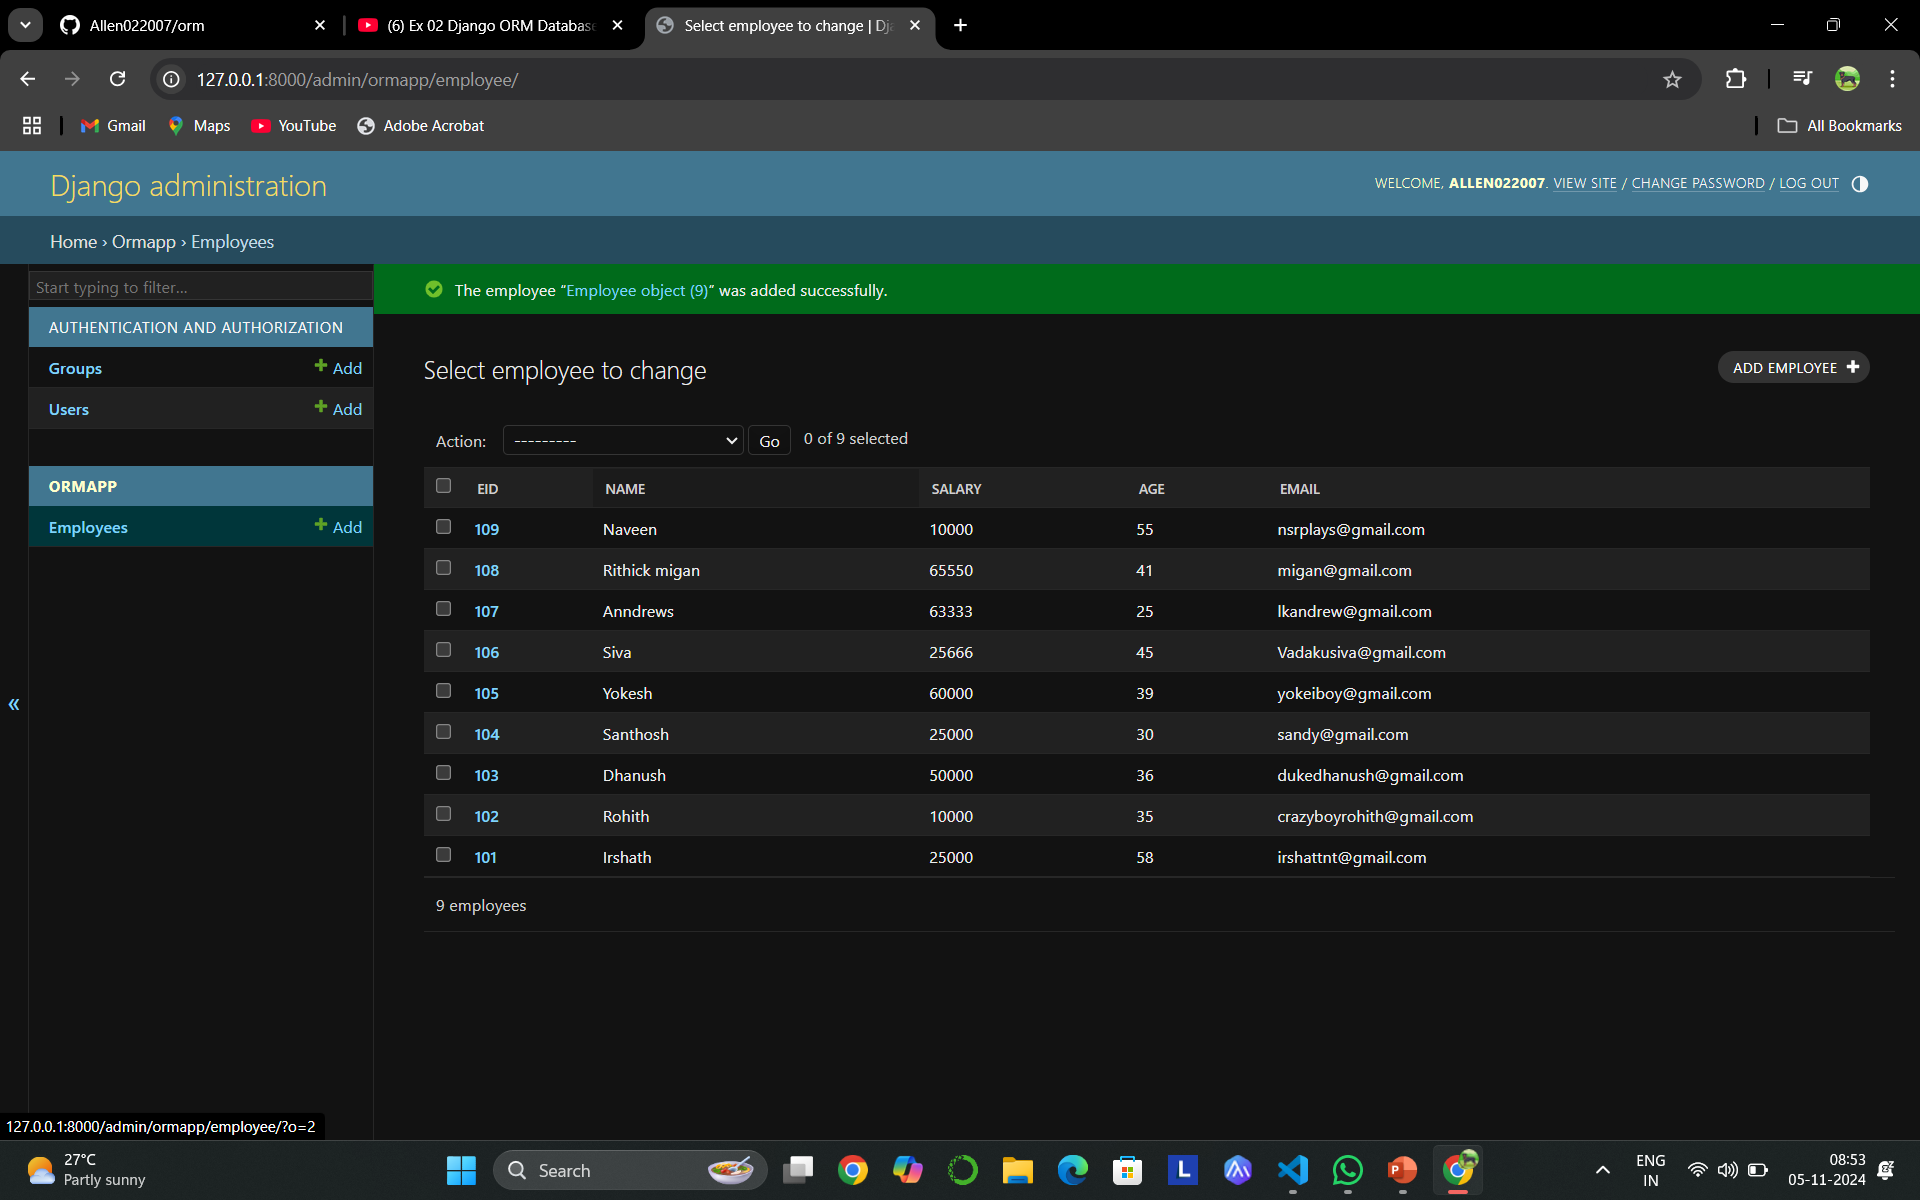 Allen022007/orm
(6) Ex 02 Django ORM Database
Select employee to change | Dj
127.0.0.1:8000/admin/ormapp/employee/
Gmail
Maps
YouTube
Adobe Acrobat
All Bookmarks
Django administration
WELCOME, ALLEN022007. VIEW SITE / CHANGE PASSWORD / LOG OUT
Home › Ormapp › Employees
Start typing to filter...
AUTHENTICATION AND AUTHORIZATION
Groups + Add
Users + Add
ORMAPP
Employees + Add
«
The employee “Employee object (9)” was added successfully.
Select employee to change
ADD EMPLOYEE +
Action: --------- Go 0 of 9 selected
EID NAME SALARY AGE EMAIL
109 Naveen 10000 55 nsrplays@gmail.com
108 Rithick migan 65550 41 migan@gmail.com
107 Anndrews 63333 25 lkandrew@gmail.com
106 Siva 25666 45 Vadakusiva@gmail.com
105 Yokesh 60000 39 yokeiboy@gmail.com
104 Santhosh 25000 30 sandy@gmail.com
103 Dhanush 50000 36 dukedhanush@gmail.com
102 Rohith 10000 35 crazyboyrohith@gmail.com
101 Irshath 25000 58 irshattnt@gmail.com
9 employees
127.0.0.1:8000/admin/ormapp/employee/?o=2
27°C
Partly sunny
Search
L
P
ENG
IN
08:53
05-11-2024